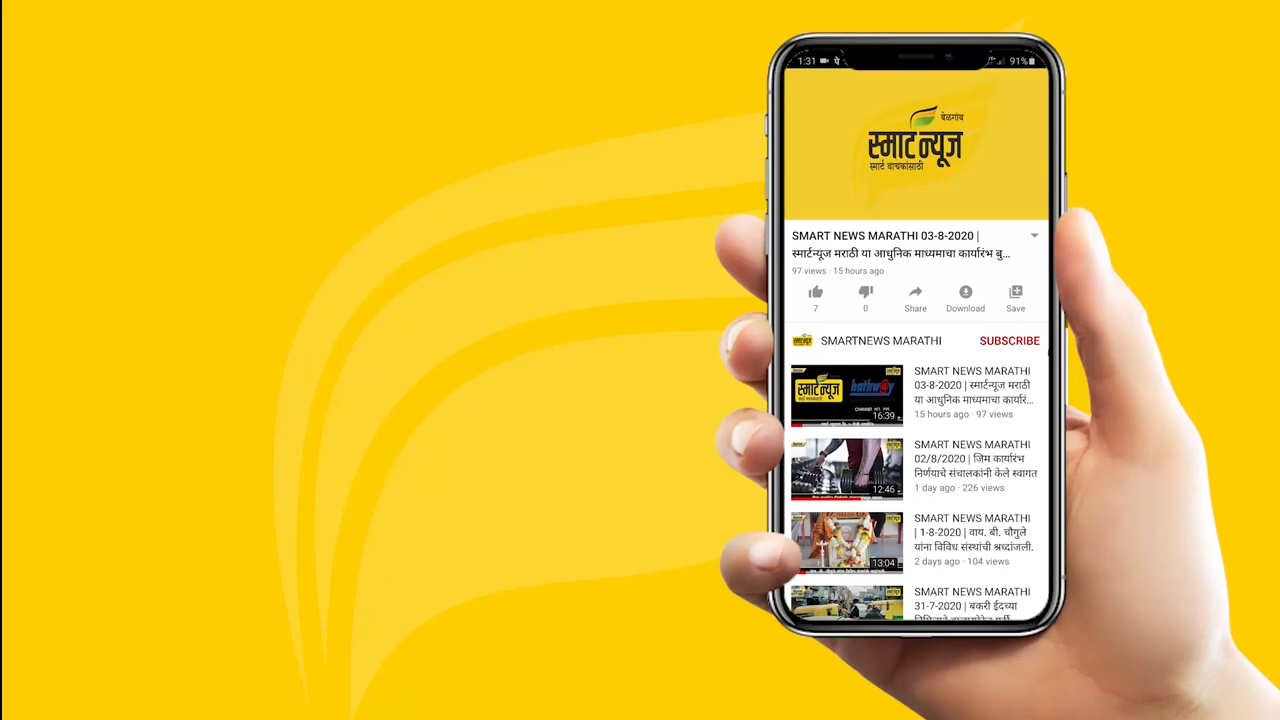 1:31
91%
बेळगांव
स्मार्ट न्यूज
स्मार्ट वाचकांसाठी
SMART NEWS MARATHI 03-8-2020 |
स्मार्टन्यूज मराठी या आधुनिक माध्यमाचा कार्यारंभ बु...
97 views · 15 hours ago
7
0
Share
Download
Save
SMARTNEWS MARATHI
SUBSCRIBE
स्मार्ट न्यूज
hathway
CHANNEL NO. 
16:39
SMART NEWS MARATHI
03-8-2020 | स्मार्टन्यूज मराठी
या आधुनिक माध्यमाचा कार्यारं...
15 hours ago · 97 views
12:46
SMART NEWS MARATHI
02/8/2020 | जिम कार्यारंभ
निर्णयाचे संचालकांनी केले स्वागत
1 day ago · 226 views
13:04
SMART NEWS MARATHI
| 1-8-2020 | वाय. बी. चौगुले
यांना विविध संस्थांची श्रध्दांजली.
2 days ago · 104 views
SMART NEWS MARATHI
31-7-2020 | बकरी ईदच्या